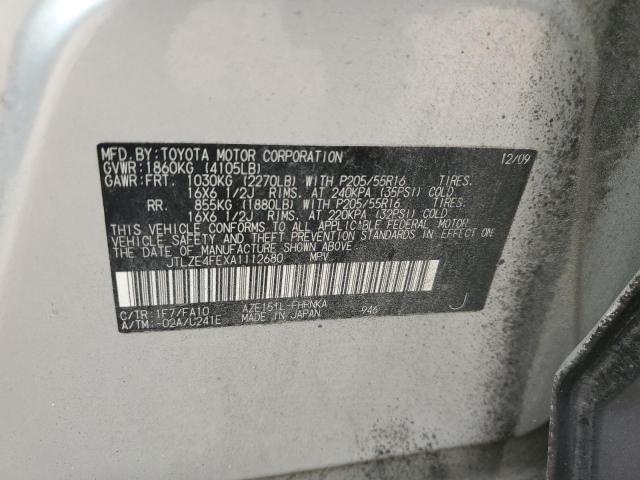 MFD. BY: TOYOTA MOTOR CORPORATION 12/09
GVWR: 1860KG (4105LB)
GAWR: FRT. 1030KG (2270LB) WITH P205/55R16
16X6 1/2J RIMS. AT 240KPA (35PSI) COLD
RR. 855KG (1880LB) WITH P205/55R16
16X6 1/2J RIMS. AT 220KPA (32PSI) COLD
THIS VEHICLE CONFORMS TO ALL APPLICABLE FEDERAL MOTOR
VEHICLE SAFETY AND THEFT PREVENTION STANDARDS IN EFFECT ON
THE DATE OF MANUFACTURE SHOWN ABOVE.
JTLZE4FEXA1112680 MPV
C/TR: 1F7/FA10 AZE151L-FHPNKA 946 J
A/TM: -02A/U241E MADE IN JAPAN